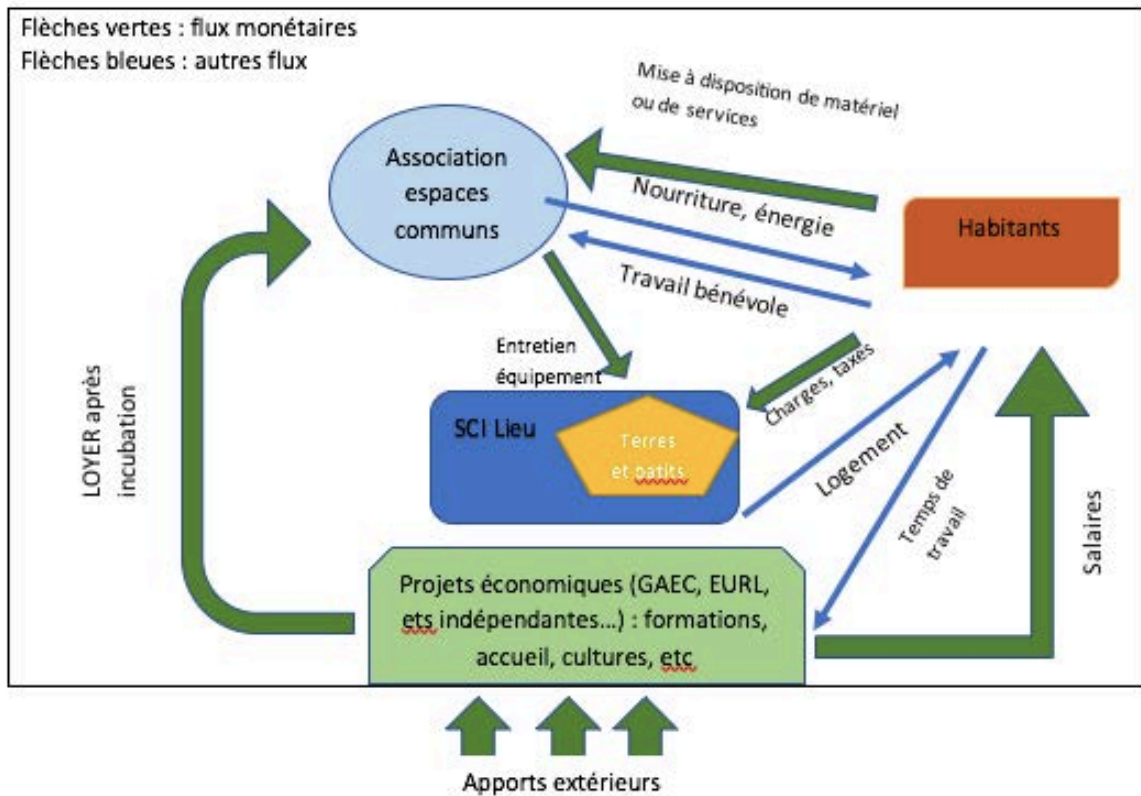 Flèches vertes : flux monétaires
Flèches bleues : autres flux
Mise à disposition de matériel
ou de services
Association
espaces
communs
Nourriture, énergie
Habitants
Travail bénévole
Entretien
équipement
Charges, taxes
SCI Lieu
Terres
et batits
LOYER après
incubation
Logement
Temps de
travail
Salaires
Projets économiques (GAEC, EURL,
ets indépendantes...) : formations,
accueil, cultures, etc
Apports extérieurs